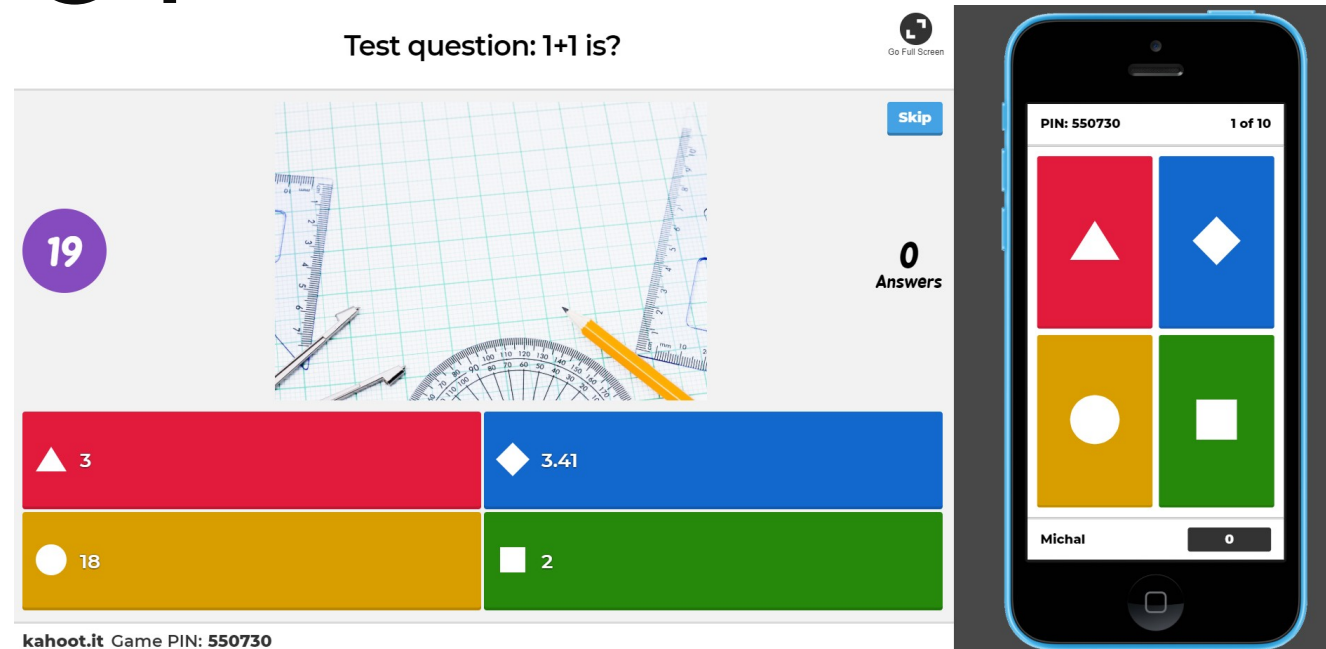 Test question: 1+1 is?
Go Full Screen
Skip
19
0
Answers
3
3.41
18
2
kahoot.it Game PIN: 550730
PIN: 550730 1 of 10
Michal 0